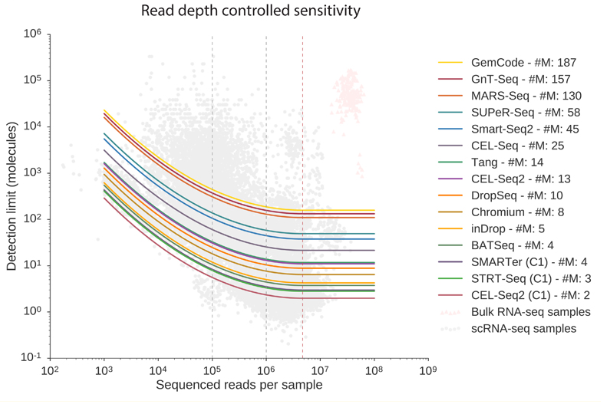 Read depth controlled sensitivity
Detection limit (molecules)
10⁶
10⁵
10⁴
10³
10²
10¹
10⁰
10⁻¹
10² 10³ 10⁴ 10⁵ 10⁶ 10⁷ 10⁸ 10⁹
Sequenced reads per sample
GemCode - #M: 187
GnT-Seq - #M: 157
MARS-Seq - #M: 130
SUPeR-Seq - #M: 58
Smart-Seq2 - #M: 45
CEL-Seq - #M: 25
Tang - #M: 14
CEL-Seq2 - #M: 13
DropSeq - #M: 10
Chromium - #M: 8
inDrop - #M: 5
BATSeq - #M: 4
SMARTer (C1) - #M: 4
STRT-Seq (C1) - #M: 3
CEL-Seq2 (C1) - #M: 2
Bulk RNA-seq samples
scRNA-seq samples